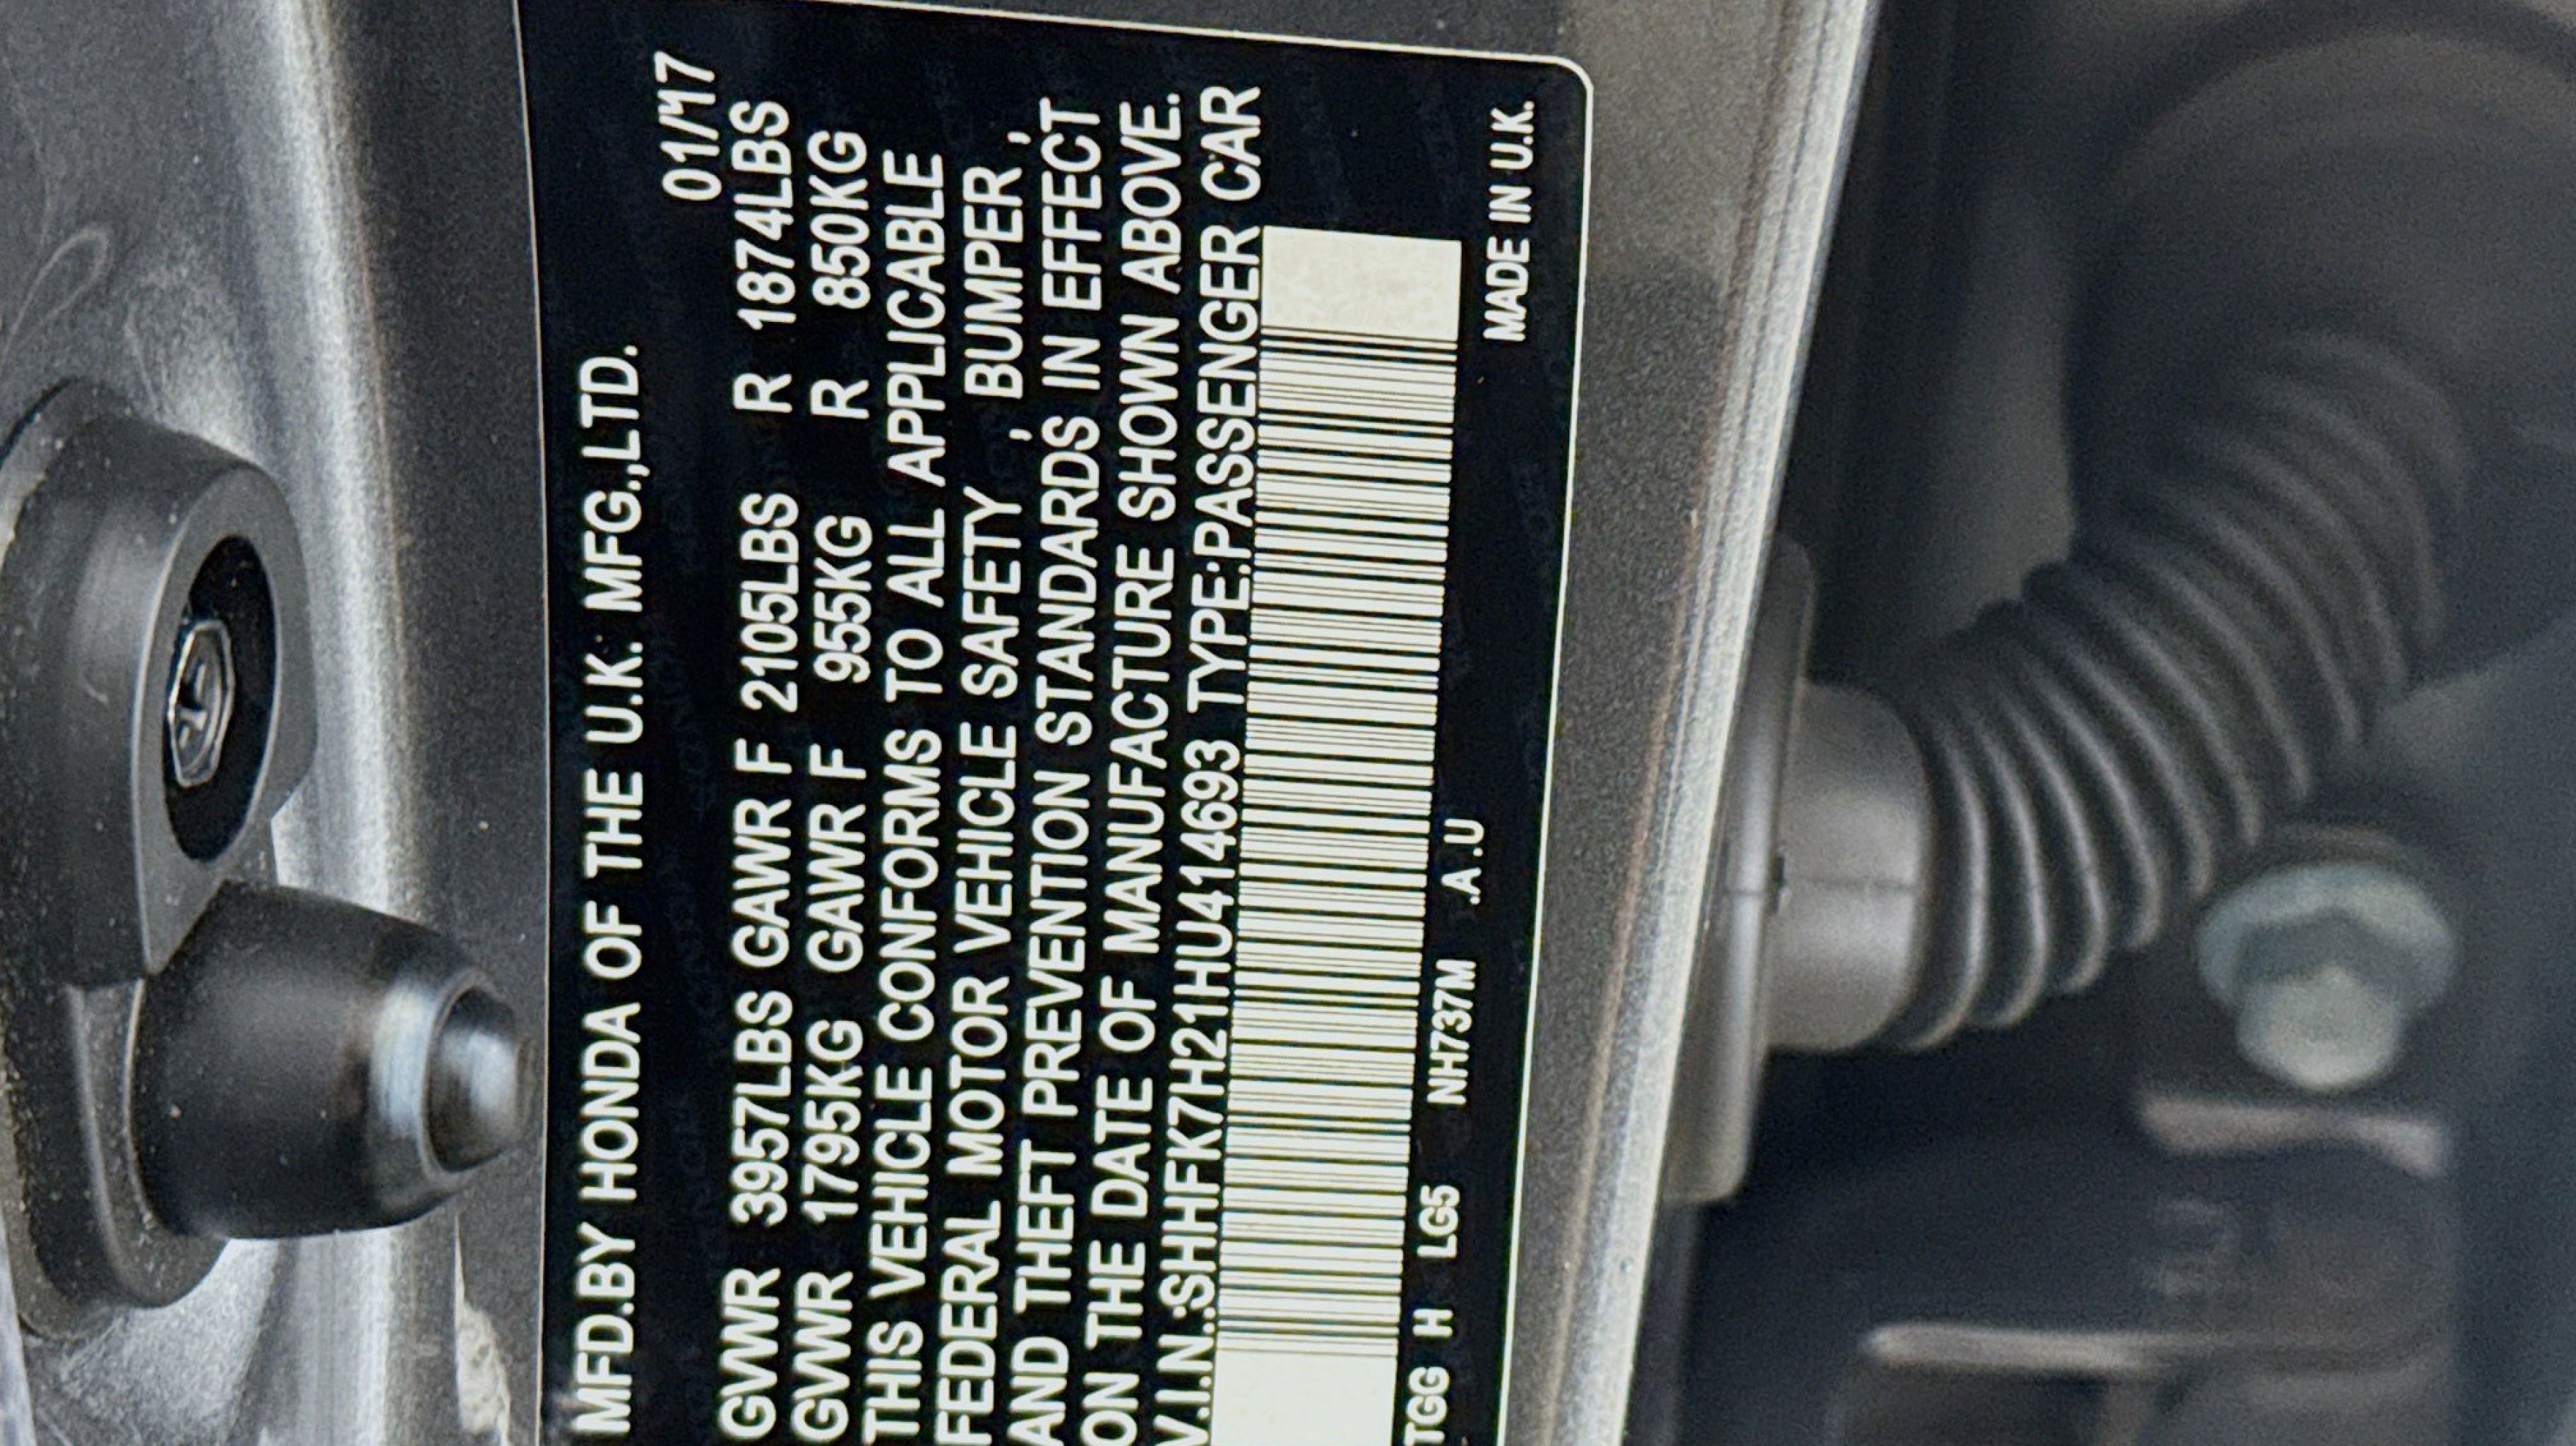 MFD.BY HONDA OF THE U.K. MFG.,LTD.
01/17
GVWR 3957LBS GAWR F 2105LBS R 1874LBS
GVWR 1795KG GAWR F 955KG R 850KG
THIS VEHICLE CONFORMS TO ALL APPLICABLE
FEDERAL MOTOR VEHICLE SAFETY , BUMPER ,
AND THEFT PREVENTION STANDARDS IN EFFECT
ON THE DATE OF MANUFACTURE SHOWN ABOVE.
V.I.N.:SHHFK7H21HU414693 TYPE:PASSENGER CAR
TGG H LG5 NH737M .A.U
MADE IN U.K.